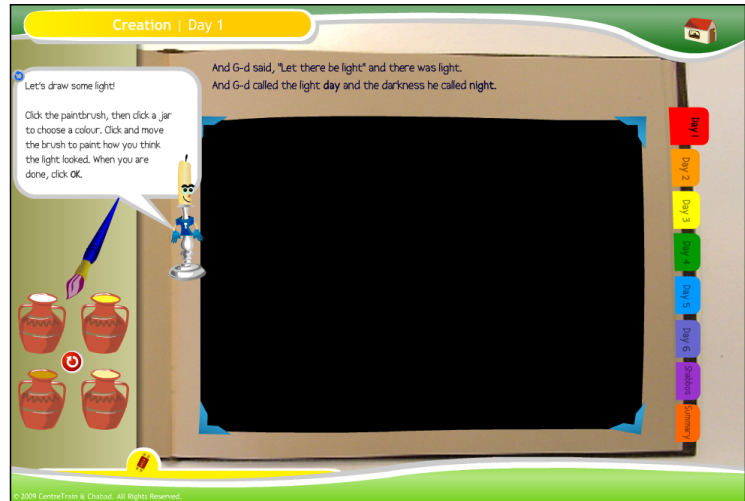 Creation | Day 1
And G-d said, "Let there be light" and there was light.
And G-d called the light day and the darkness he called night.
Let's draw some light!
Click the paintbrush, then click a jar
to choose a colour. Click and move
the brush to paint how you think
the light looked. When you are
done, click OK.
Day 1
Day 2
Day 3
Day 4
Day 5
Day 6
Shabbos
Summary
© 2009 CentreTrain & Chabad. All Rights Reserved.